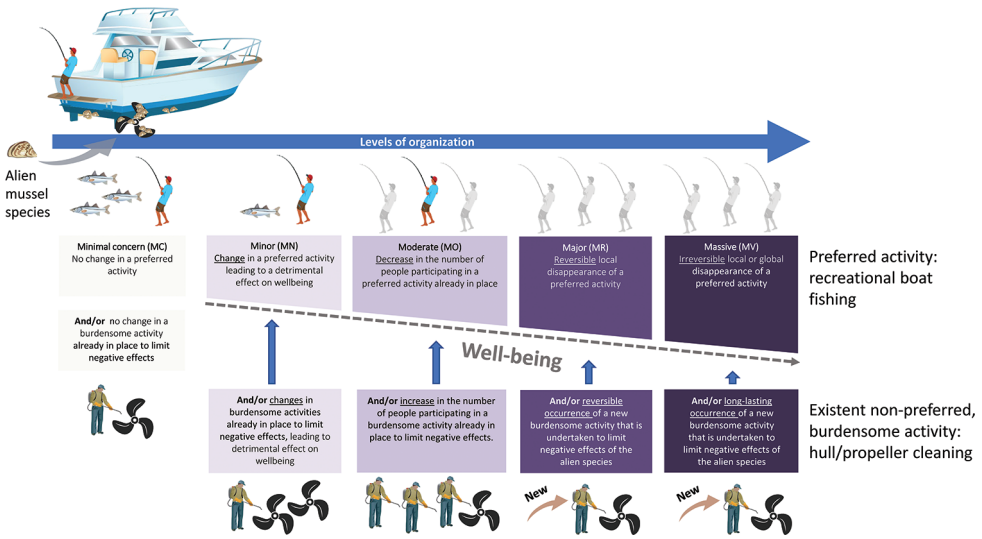 Levels of organization
Alien
mussel
species
Minimal concern (MC)
No change in a preferred
activity
Minor (MN)
Change in a preferred activity
leading to a detrimental
effect on wellbeing
Moderate (MO)
Decrease in the number of
people participating in a
preferred activity already in place
Major (MR)
Reversible local
disappearance of a
preferred activity
Massive (MV)
Irreversible local or global
disappearance of a
preferred activity
Preferred activity:
recreational boat
fishing
And/or no change in a
burdensome activity
already in place to limit
negative effects
Well-being
And/or changes in
burdensome activities
already in place to limit
negative effects, leading to
detrimental effect on
wellbeing
And/or increase in the number
of people participating in a
burdensome activity already in
place to limit negative effects.
And/or reversible
occurrence of a new
burdensome activity that is
undertaken to limit
negative effects of the
alien species
And/or long-lasting
occurrence of a new
burdensome activity
that is undertaken to
limit negative effects of
the alien species
Existent non-preferred,
burdensome activity:
hull/propeller cleaning
New
New